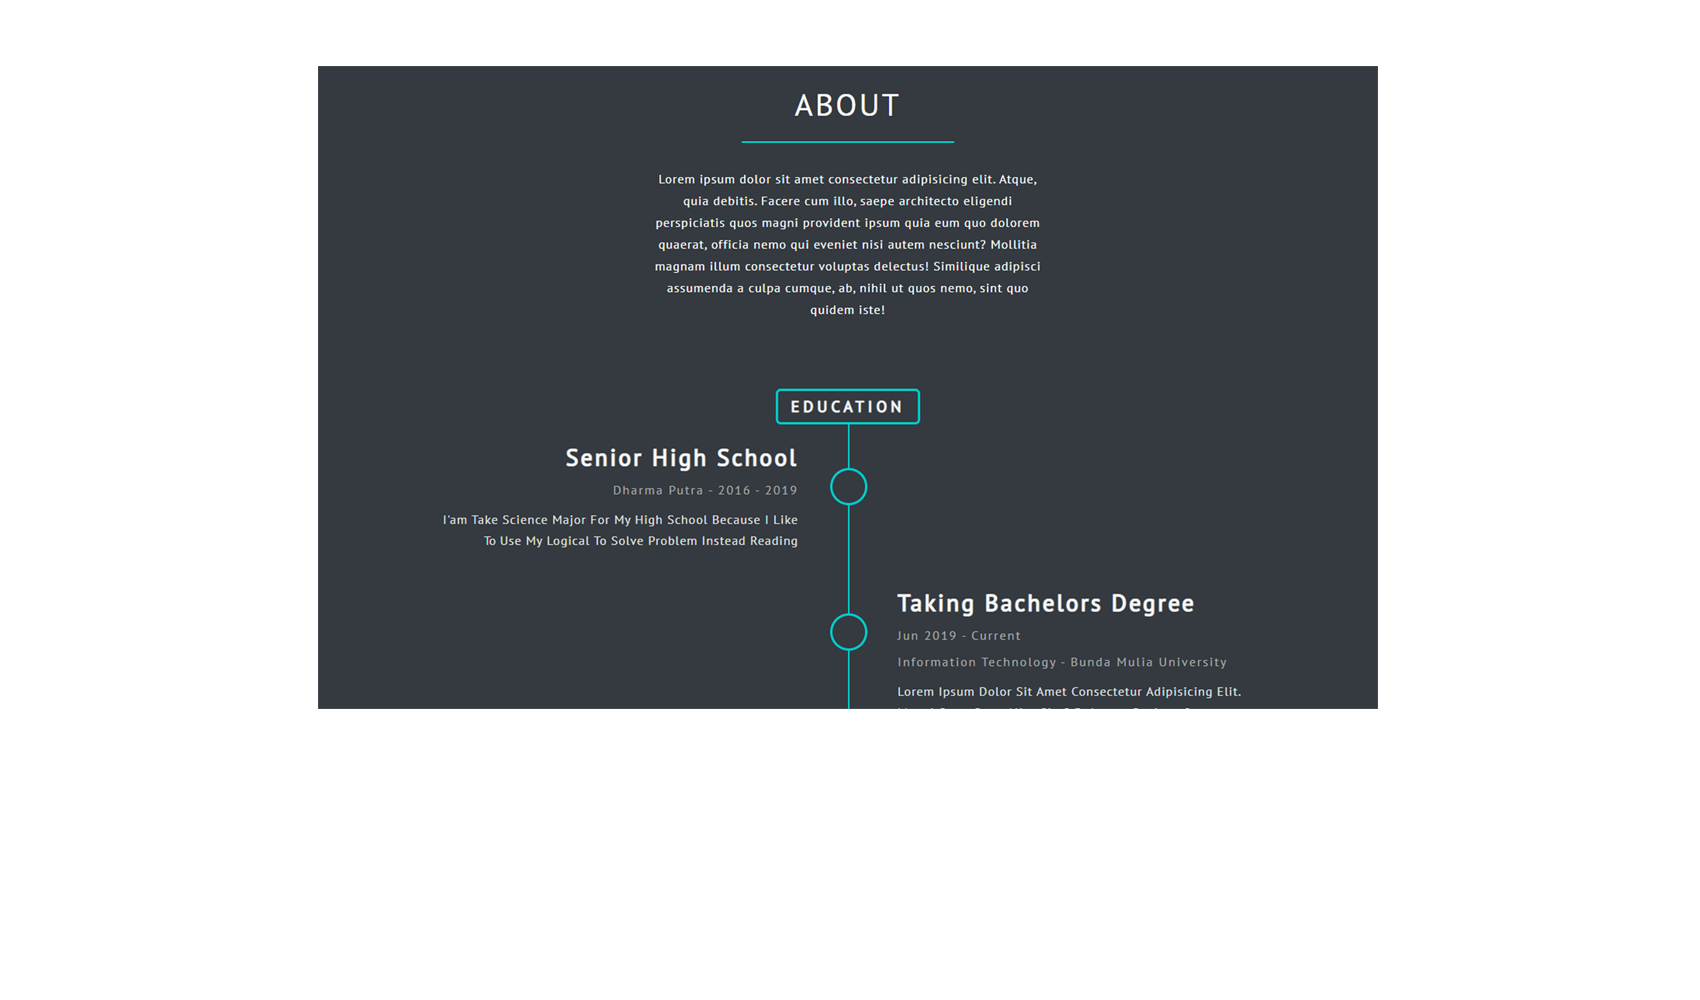 ABOUT
Lorem ipsum dolor sit amet consectetur adipisicing elit. Atque,
quia debitis. Facere cum illo, saepe architecto eligendi
perspiciatis quos magni provident ipsum quia eum quo dolorem
quaerat, officia nemo qui eveniet nisi autem nesciunt? Mollitia
magnam illum consectetur voluptas delectus! Similique adipisci
assumenda a culpa cumque, ab, nihil ut quos nemo, sint quo
quidem iste!
EDUCATION
Senior High School
Dharma Putra - 2016 - 2019
I'am Take Science Major For My High School Because I Like
To Use My Logical To Solve Problem Instead Reading
Taking Bachelors Degree
Jun 2019 - Current
Information Technology - Bunda Mulia University
Lorem Ipsum Dolor Sit Amet Consectetur Adipisicing Elit.